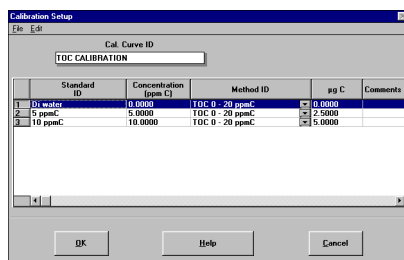 Calibration Setup
File Edit
Cal. Curve ID
TOC CALIBRATION
Standard ID Concentration (ppm C) Method ID µg C Comments
1 Di water 0.0000 TOC 0 - 20 ppmC 0.0000
2 5 ppmC 5.0000 TOC 0 - 20 ppmC 2.5000
3 10 ppmC 10.0000 TOC 0 - 20 ppmC 5.0000
OK Help Cancel